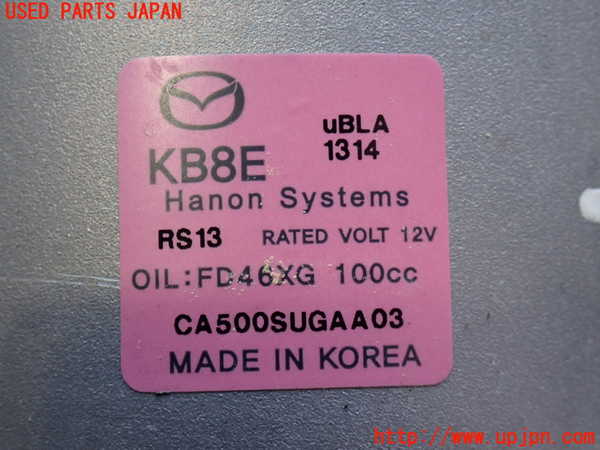 USED PARTS JAPAN
uBLA
1314
KB8E
Hanon Systems
RS13 RATED VOLT 12V
OIL:FD46XG 100cc
CA500SUGAA03
MADE IN KOREA
http://www.upjpn.com/